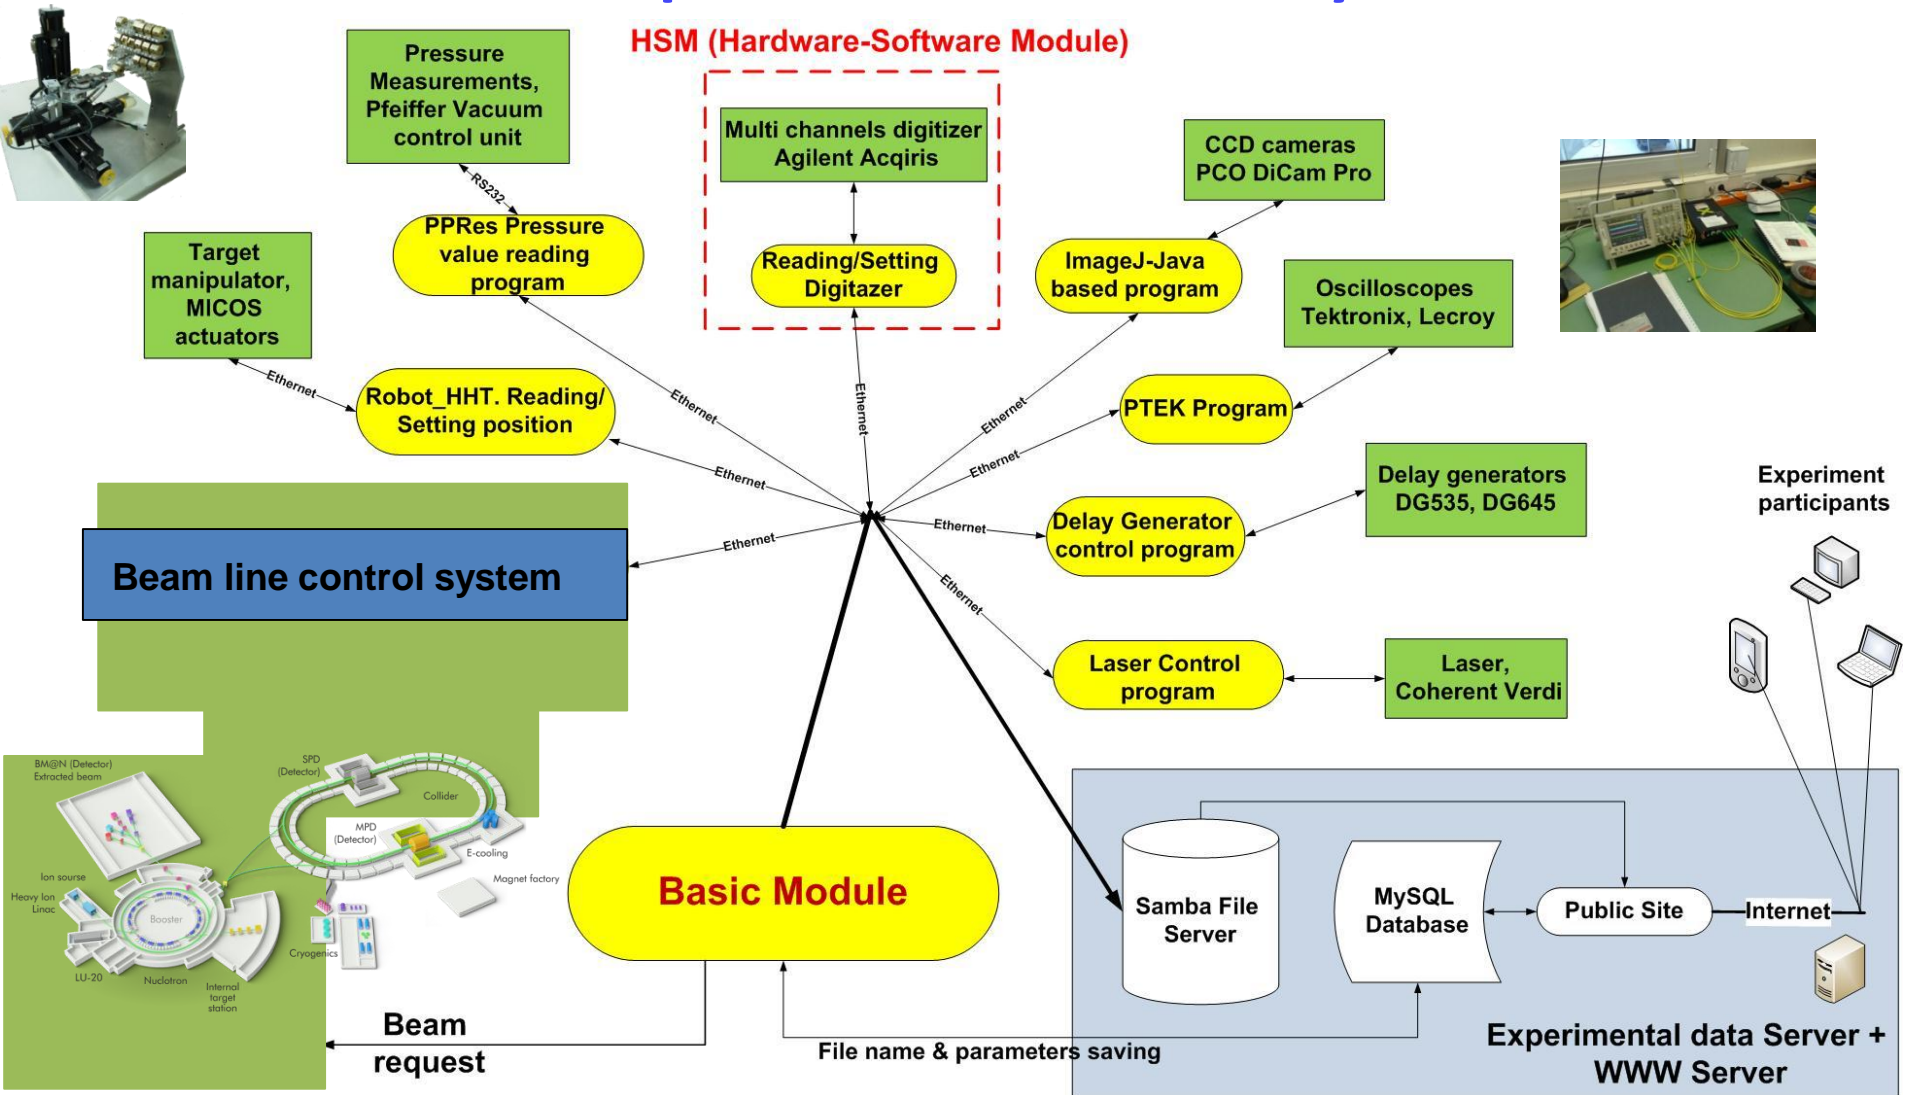 HSM (Hardware-Software Module)
Pressure
Measurements,
Pfeiffer Vacuum
control unit
Multi channels digitizer
Agilent Acqiris
CCD cameras
PCO DiCam Pro
RS232
PPRes Pressure
value reading
program
Reading/Setting
Digitazer
ImageJ-Java
based program
Target
manipulator,
MICOS
actuators
Oscilloscopes
Tektronix, Lecroy
Ethernet
Robot_HHT. Reading/
Setting position
Ethernet
Ethernet
Ethernet
PTEK Program
Ethernet
Ethernet
Delay generators
DG535, DG645
Experiment
participants
Ethernet
Delay Generator
control program
Ethernet
Beam line control system
Ethernet
Laser Control
program
Laser,
Coherent Verdi
BM@N (Detector)
Extracted beam
SPD
(Detector)
Collider
MPD
(Detector)
E-cooling
Magnet factory
Ion sourse
Heavy Ion
Linac
Booster
Cryogenics
LU-20
Nuclotron
Internal
target
station
Basic Module
Samba File
Server
MySQL
Database
Public Site
Internet
Beam
request
File name & parameters saving
Experimental data Server +
WWW Server